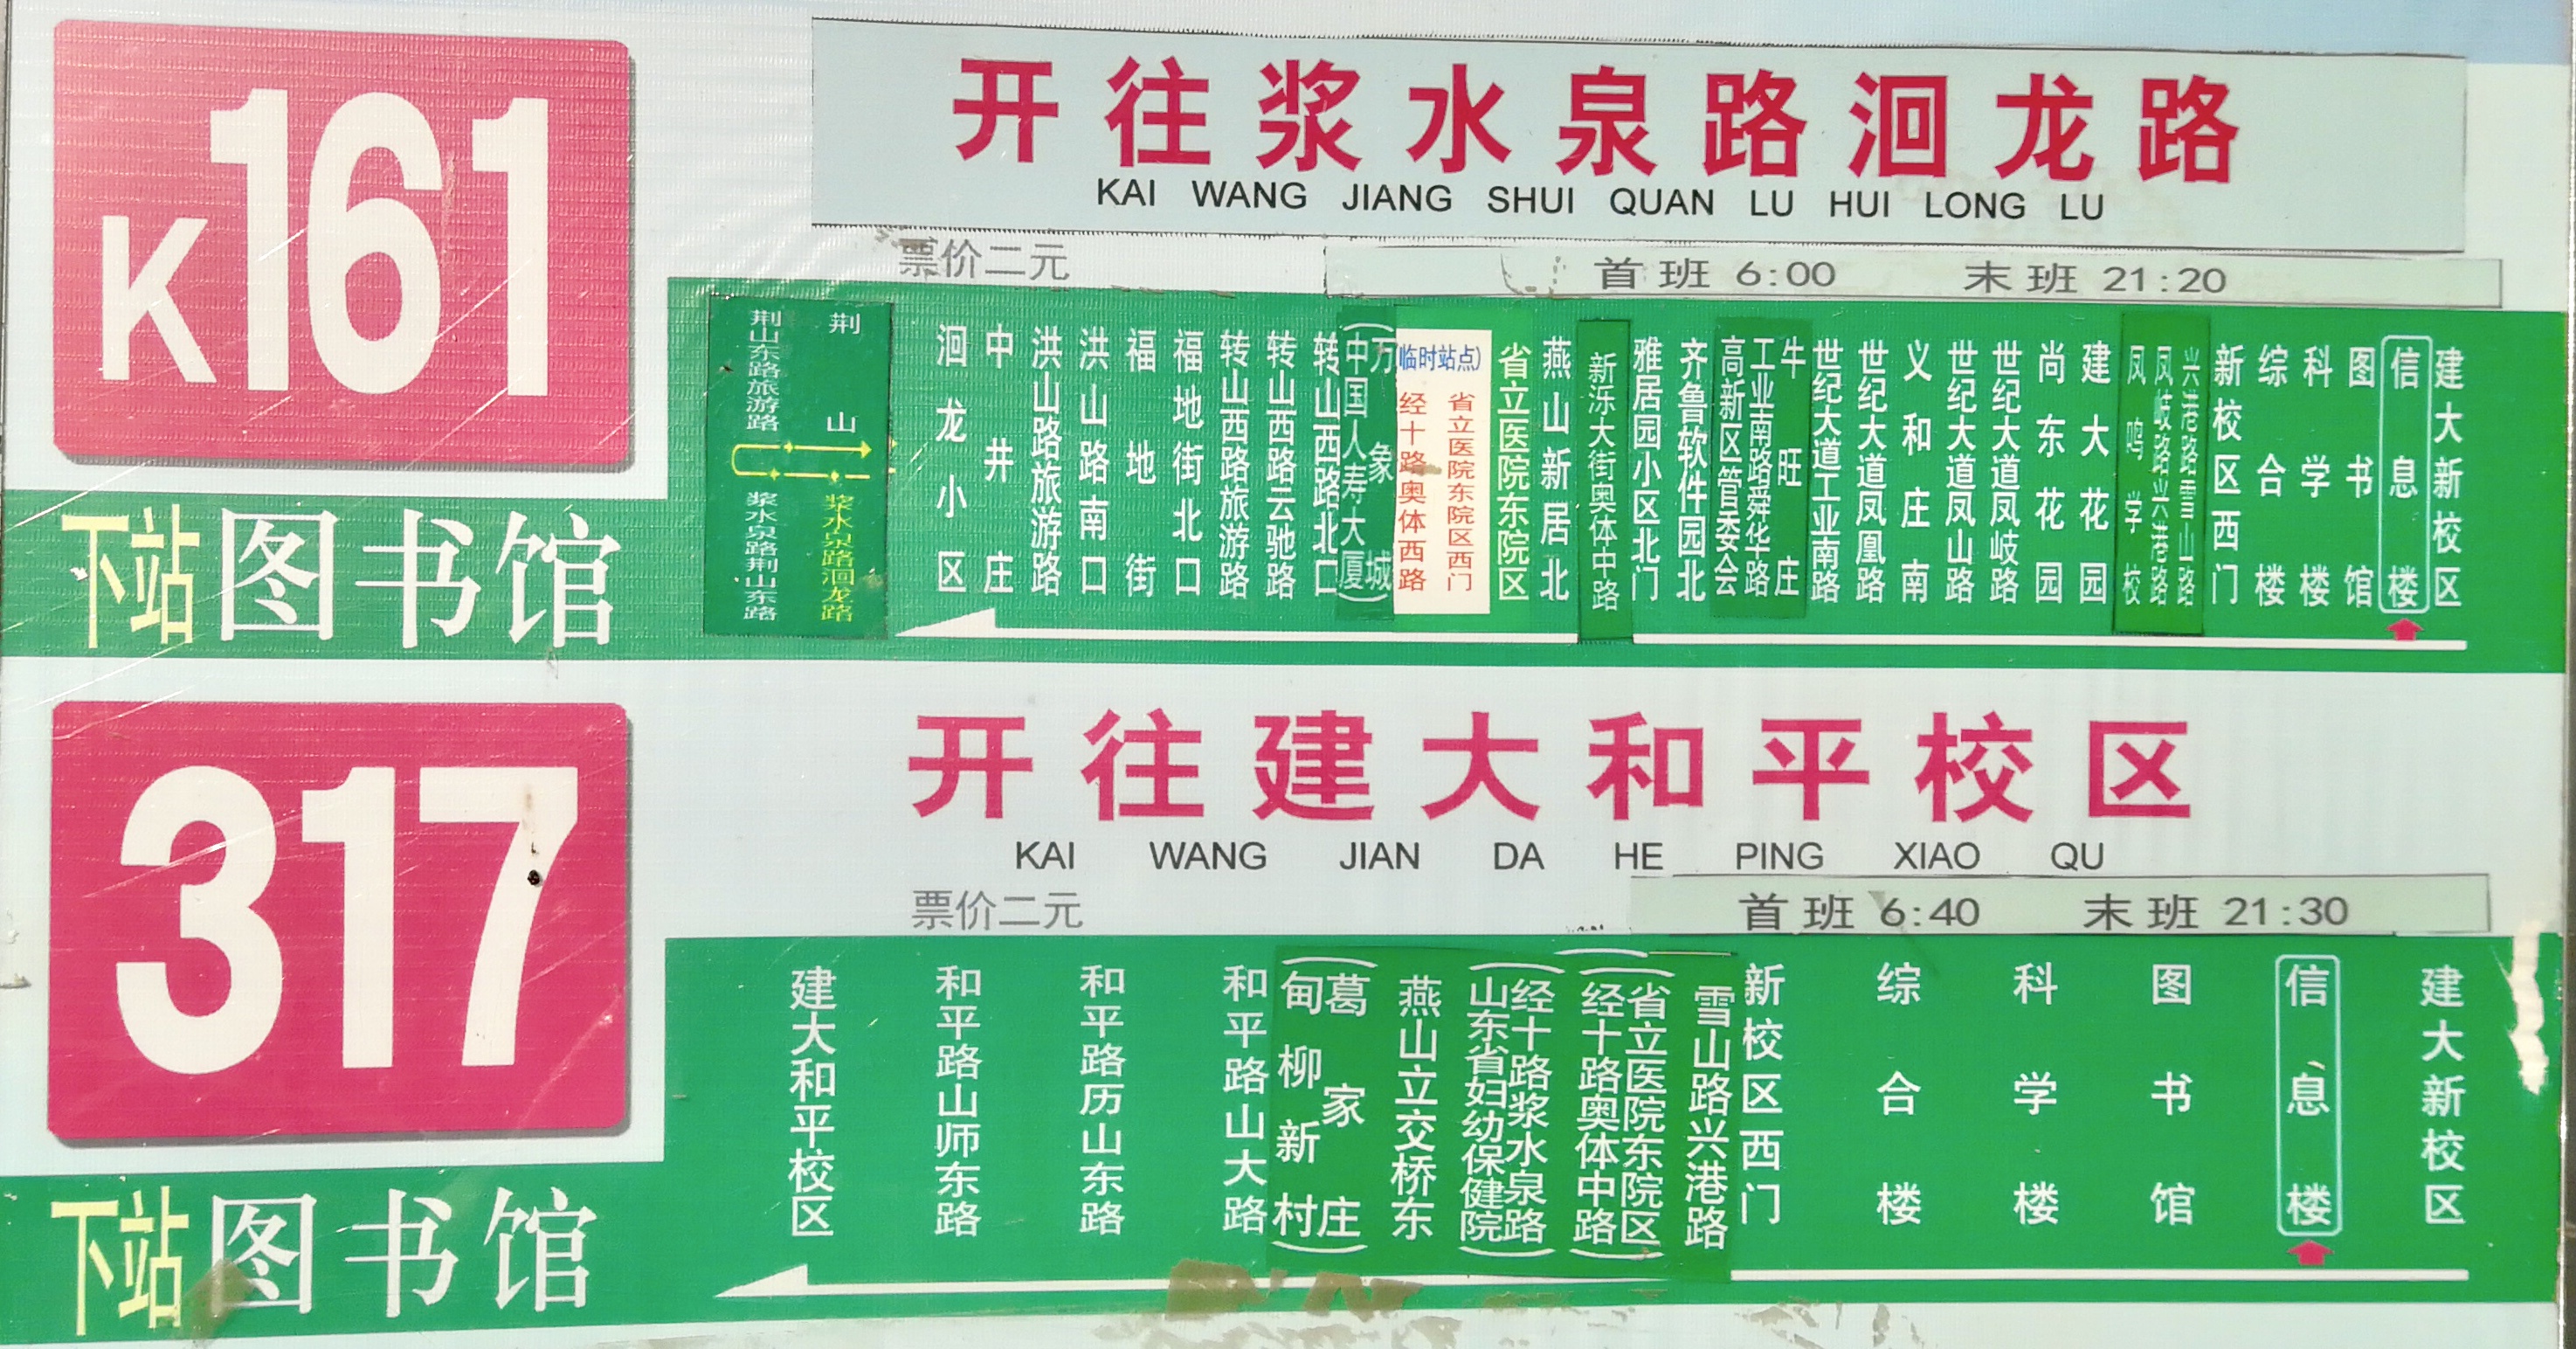 K161
开往浆水泉路洄龙路
KAI WANG JIANG SHUI QUAN LU HUI LONG LU
票价二元
首班 6:00 末班 21:20
下站 图书馆
荆山东路旅游路
荆山
浆水泉路荆山东路
浆水泉路洄龙路
洄龙小区
中井庄
洪山路旅游路
洪山路南口
福地街
福地街北口
转山西路旅游路
转山西路云驰路
转山西路北口
万象城
(中国人寿大厦)
(临时站点)
经十路奥体西路
省立医院东院区西门
省立医院东院区
燕山新居北
新泺大街奥体中路
雅居园小区北门
齐鲁软件园北
高新区管委会
工业南路舜华路
牛旺庄
世纪大道工业南路
世纪大道凤凰路
义和庄南
世纪大道凤山路
世纪大道凤岐路
尚东花园
建大花园
凤鸣学校
凤岐路兴港路
兴港路雪山路
新校区西门
综合楼
科学楼
图书馆
信息楼
建大新校区
317
开往建大和平校区
KAI WANG JIAN DA HE PING XIAO QU
票价二元
首班 6:40 末班 21:30
下站 图书馆
建大和平校区
和平路山师东路
和平路历山东路
和平路山大路
葛家庄
(甸柳新村)
燕山立交桥东
经十路浆水泉路
(山东省妇幼保健院)
(省立医院东院区)
(经十路奥体中路)
雪山路兴港路
新校区西门
综合楼
科学楼
图书馆
信息楼
建大新校区